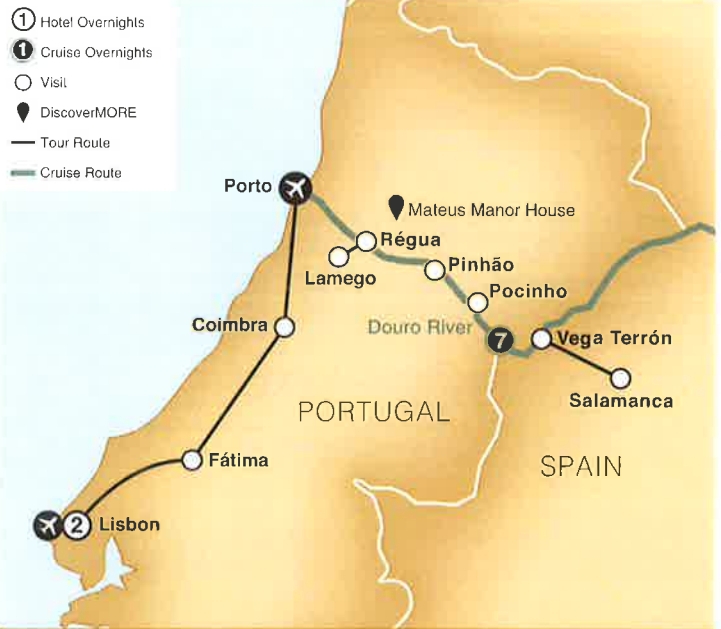 1 Hotel Overnights
1 Cruise Overnights
Visit
DiscoverMORE
Tour Route
Cruise Route
Porto
Mateus Manor House
Régua
Lamego
Pinhão
Pocinho
Coimbra
Douro River
7
Vega Terrón
Salamanca
PORTUGAL
Fátima
SPAIN
2 Lisbon